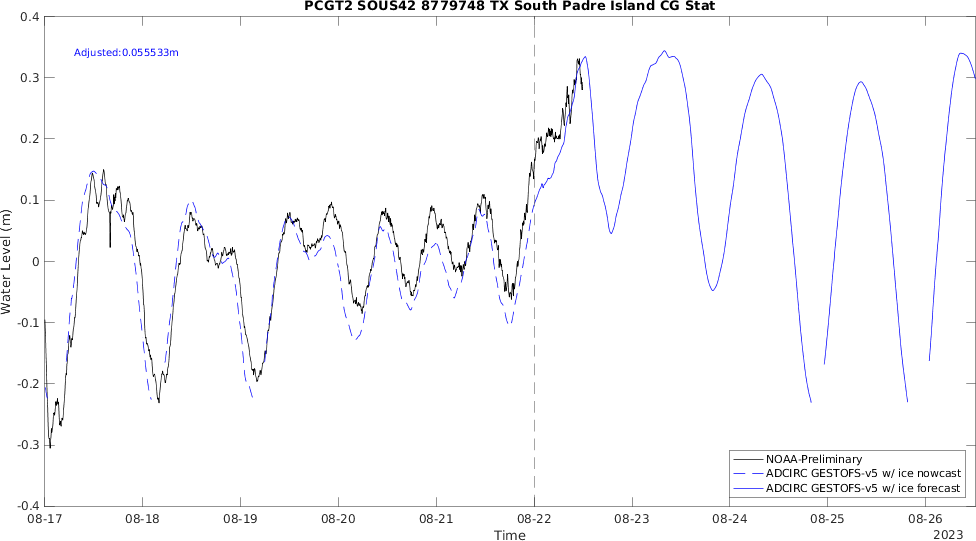 PCGT2 SOUS42 8779748 TX South Padre Island CG Stat
Adjusted:0.055533m
0.4
0.3
0.2
0.1
0
-0.1
-0.2
-0.3
-0.4
Water Level (m)
NOAA-Preliminary
ADCIRC GESTOFS-v5 w/ ice nowcast
ADCIRC GESTOFS-v5 w/ ice forecast
08-17 08-18 08-19 08-20 08-21 08-22 08-23 08-24 08-25 08-26
Time
2023